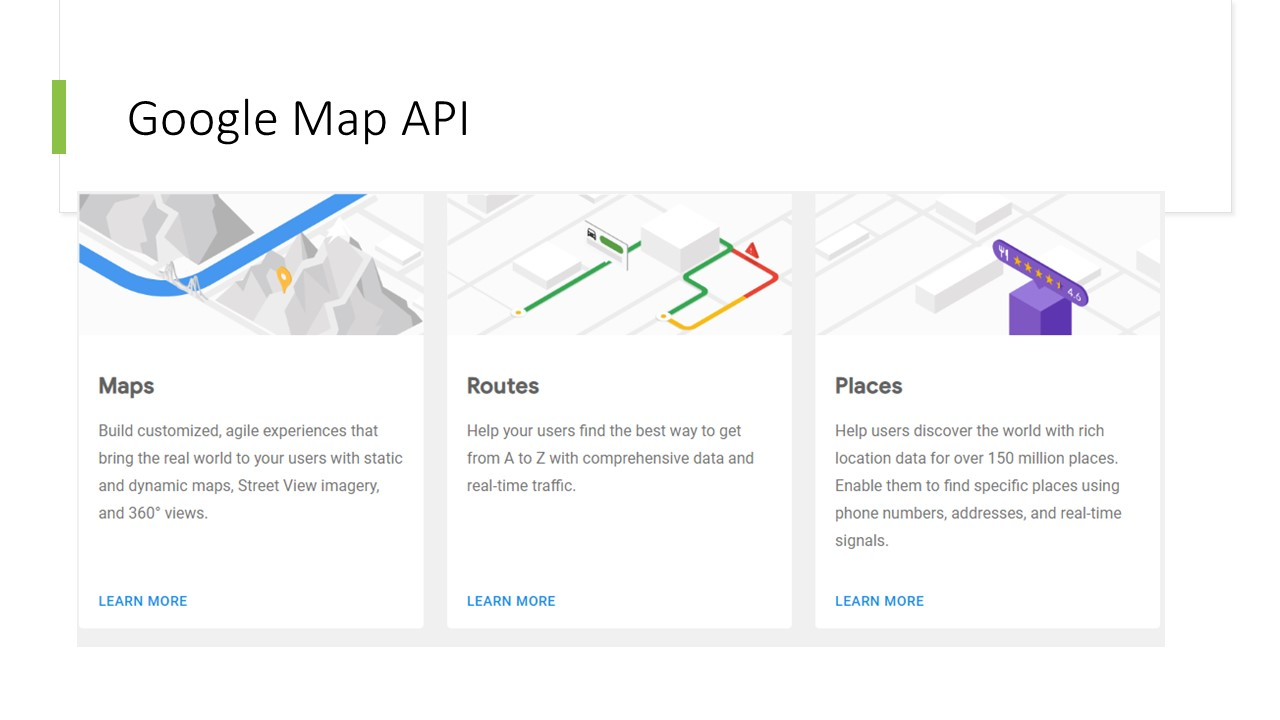 Google Map API
4.6
Maps
Build customized, agile experiences that
bring the real world to your users with static
and dynamic maps, Street View imagery,
and 360° views.
LEARN MORE
Routes
Help your users find the best way to get
from A to Z with comprehensive data and
real-time traffic.
LEARN MORE
Places
Help users discover the world with rich
location data for over 150 million places.
Enable them to find specific places using
phone numbers, addresses, and real-time
signals.
LEARN MORE